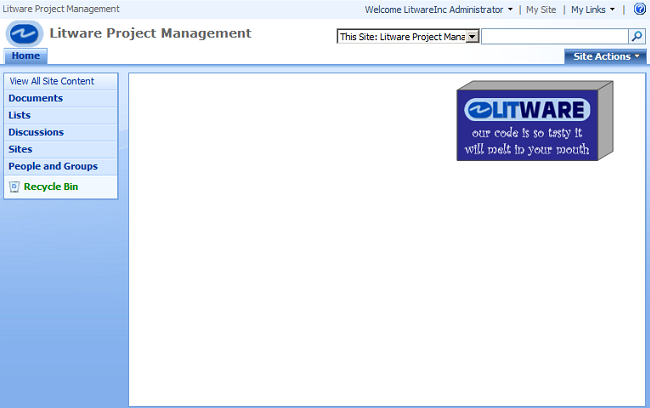 Litware Project Management
Welcome LitwareInc Administrator | My Site | My Links |
Litware Project Management
This Site: Litware Project Mana
Home
Site Actions
View All Site Content
Documents
Lists
Discussions
Sites
People and Groups
Recycle Bin
LITWARE
our code is so tasty it
will melt in your mouth